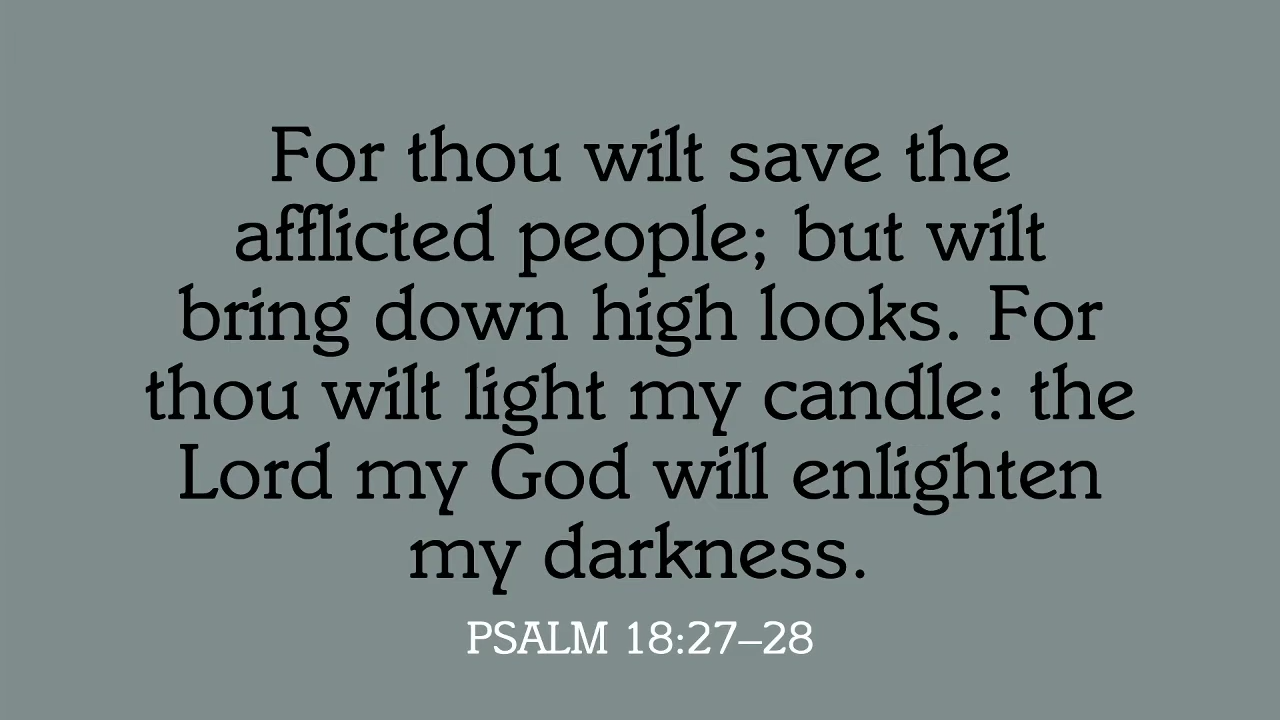 For thou wilt save the
afflicted people; but wilt
bring down high looks. For
thou wilt light my candle: the
Lord my God will enlighten
my darkness.
PSALM 18:27–28